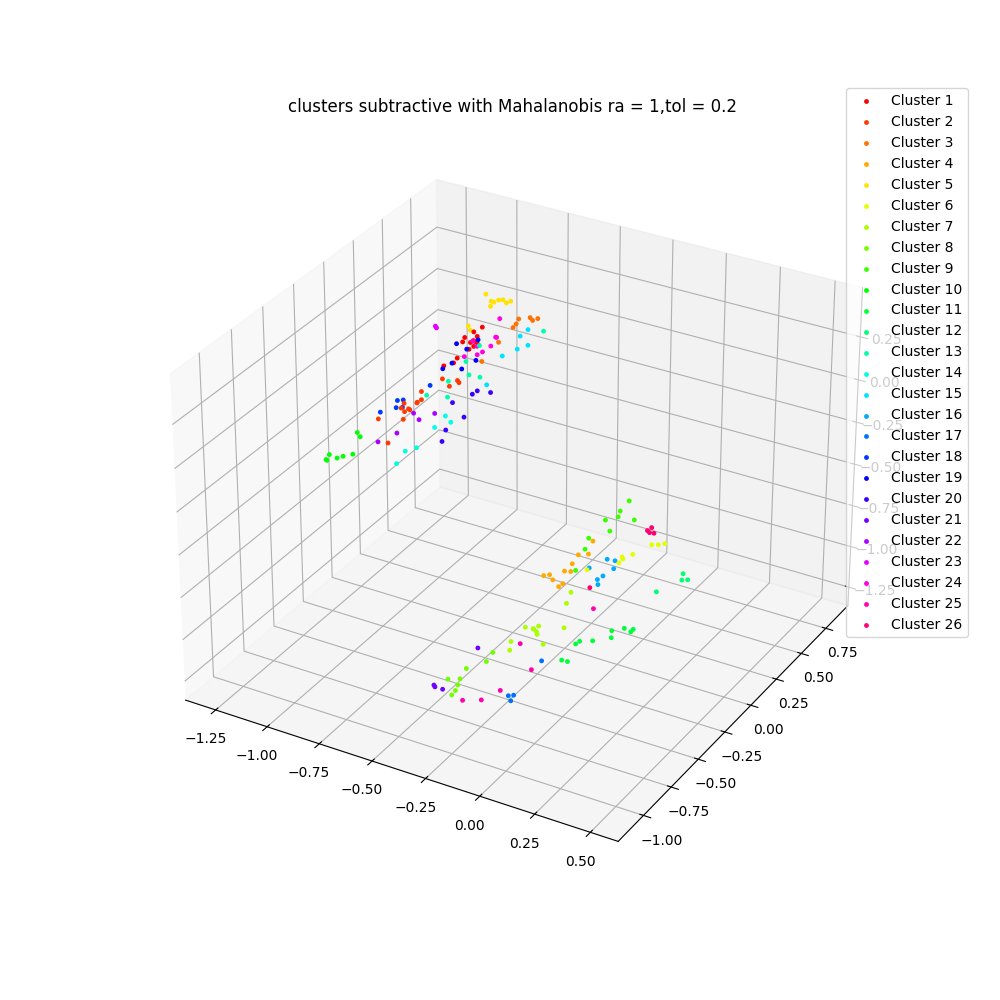 clusters subtractive with Mahalanobis ra = 1,tol = 0.2
Cluster 1
Cluster 2
Cluster 3
Cluster 4
Cluster 5
Cluster 6
Cluster 7
Cluster 8
Cluster 9
Cluster 10
Cluster 11
Cluster 12
Cluster 13
Cluster 14
Cluster 15
Cluster 16
Cluster 17
Cluster 18
Cluster 19
Cluster 20
Cluster 21
Cluster 22
Cluster 23
Cluster 24
Cluster 25
Cluster 26
0.25
0.00
−0.25
−0.50
−0.75
−1.00
−1.25
0.75
0.50
0.25
0.00
−0.25
−0.50
−0.75
−1.00
−1.25
−1.00
−0.75
−0.50
−0.25
0.00
0.25
0.50